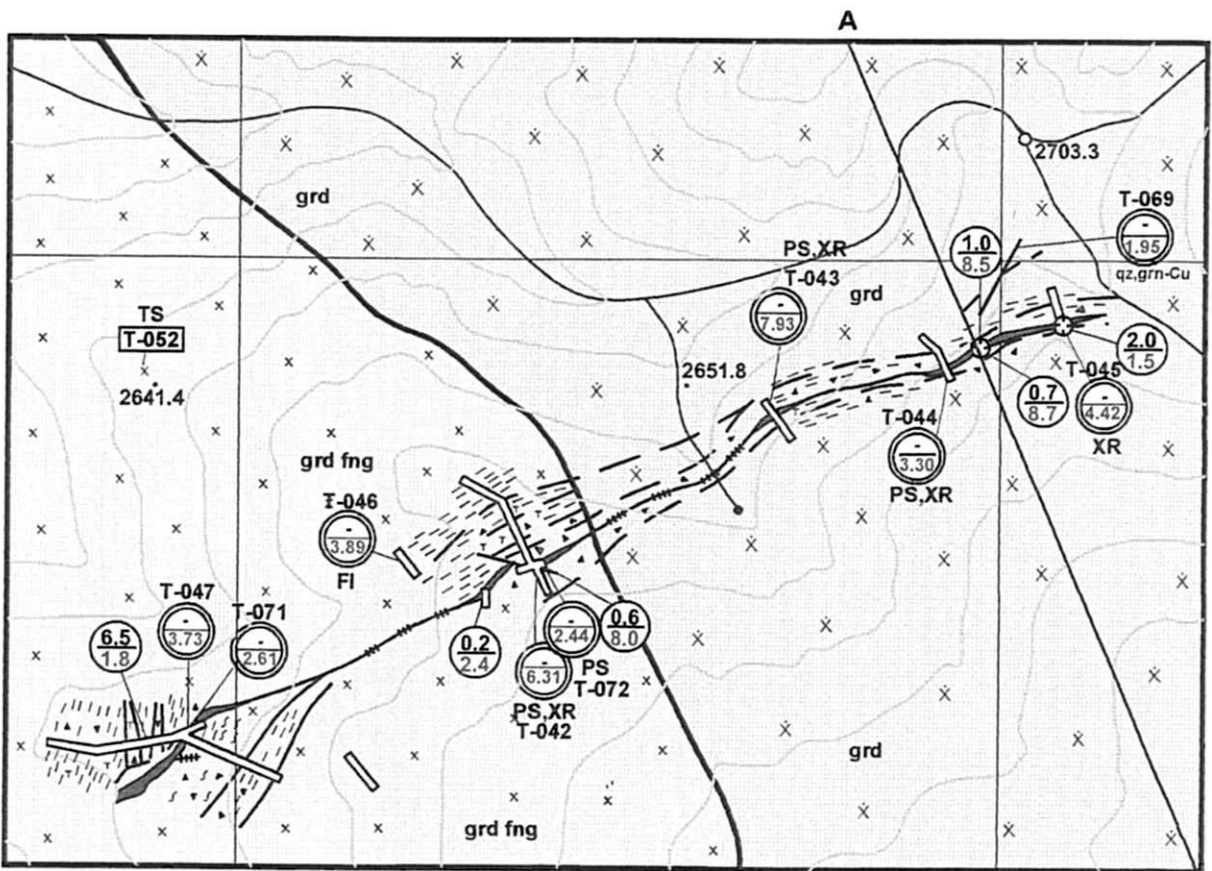 A
grd
2703.3
T-069
-
1.95
qz,grn-Cu
1.0
8.5
PS,XR
T-043
-
7.93
grd
TS
T-052
2641.4
2651.8
2.0
1.5
T-045
-
4.42
XR
0.7
8.7
T-044
-
3.30
PS,XR
grd fng
T-046
-
3.89
FI
T-047
-
3.73
T-071
-
2.61
6.5
1.8
0.2
2.4
-
2.44
PS
T-072
0.6
8.0
-
6.31
PS,XR
T-042
grd
grd fng